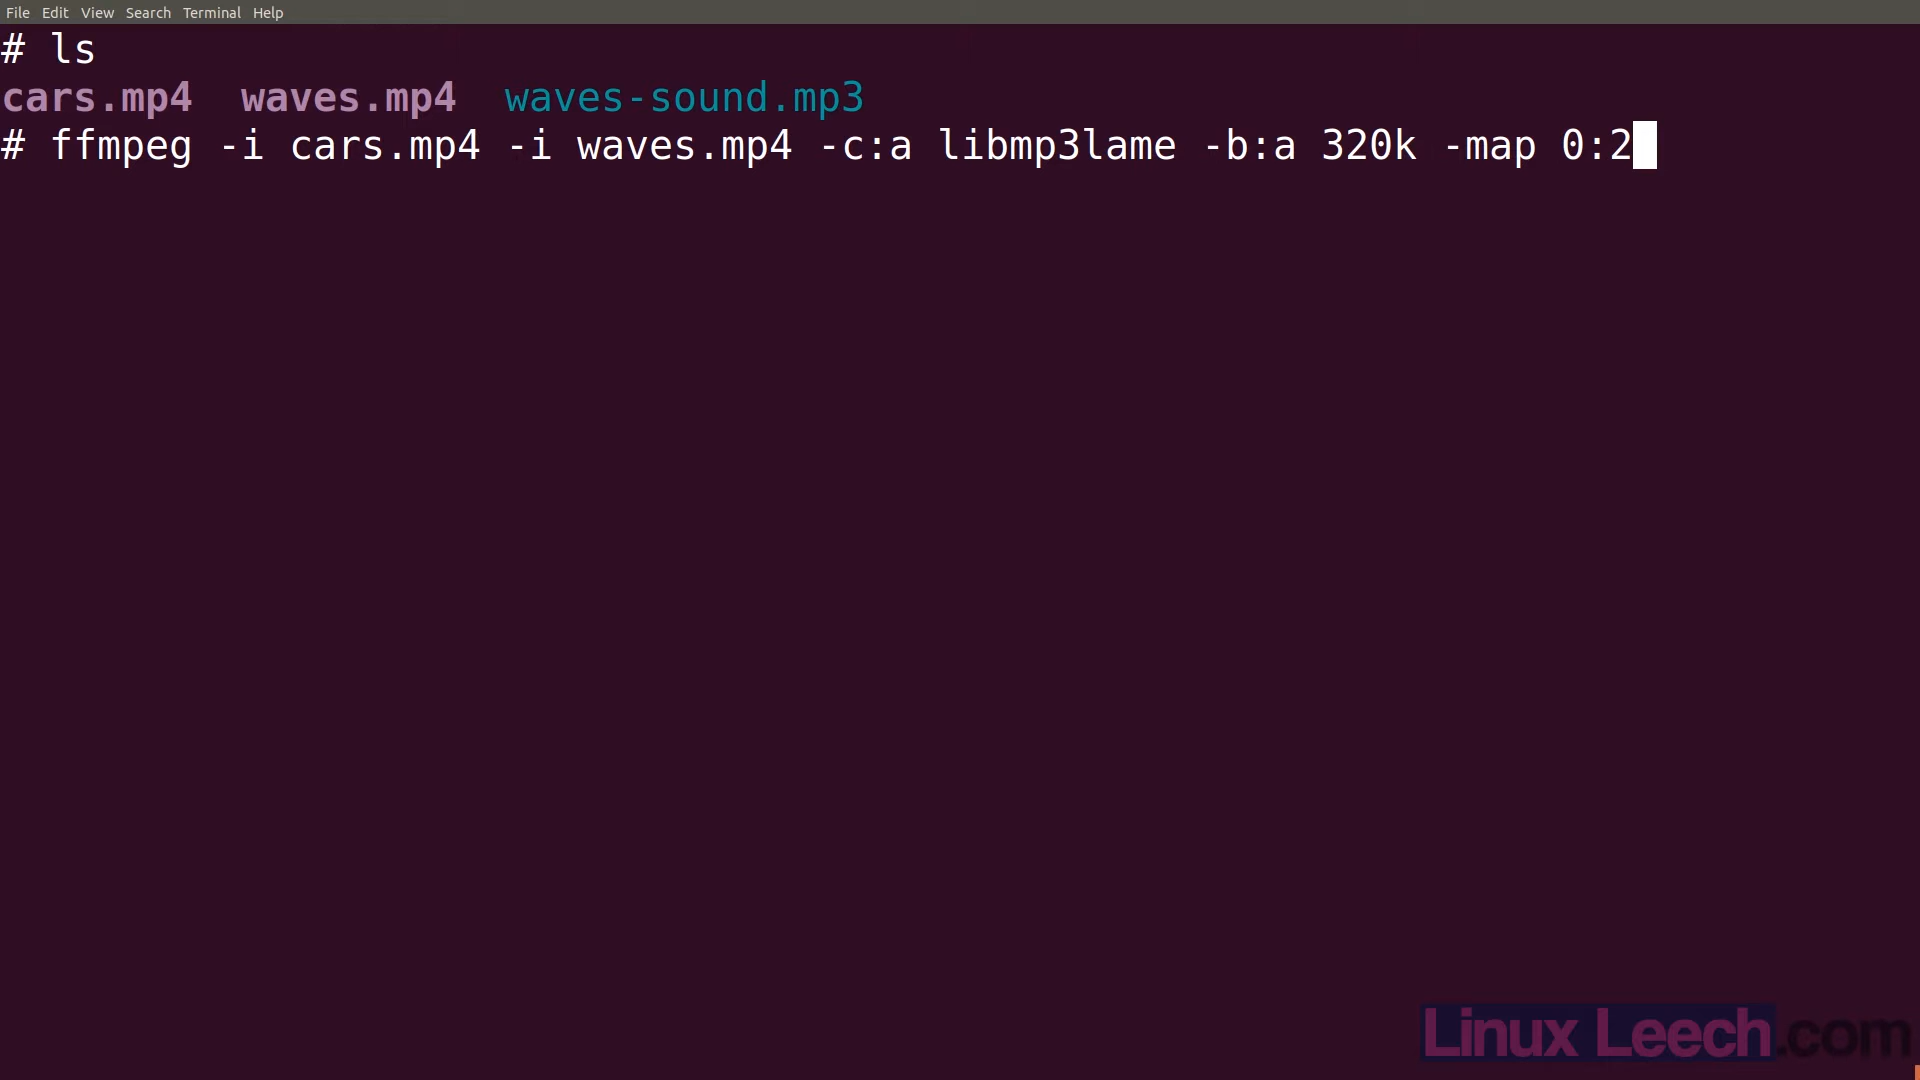 File Edit View Search Terminal Help
# ls
cars.mp4 waves.mp4 waves-sound.mp3
# ffmpeg -i cars.mp4 -i waves.mp4 -c:a libmp3lame -b:a 320k -map 0:2
Linux Leech.com